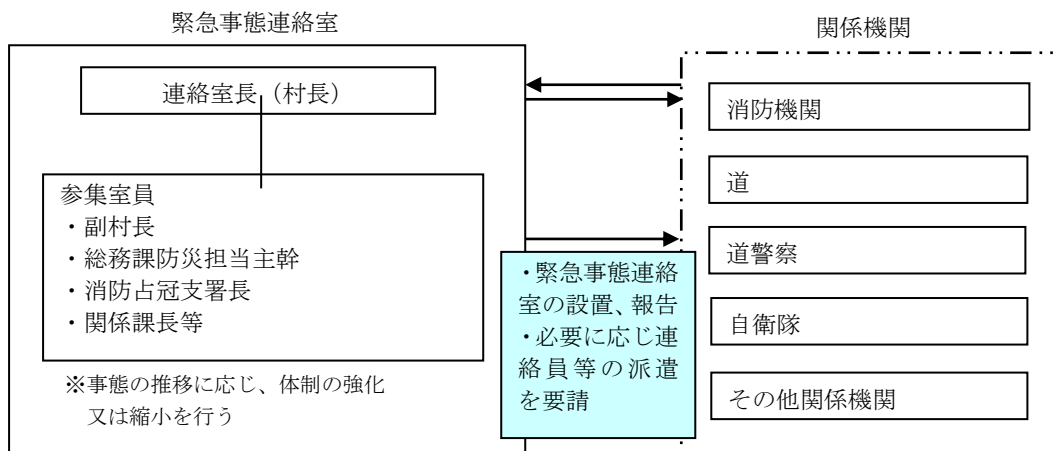 緊急事態連絡室
連絡室長（村長）
参集室員
・副村長
・総務課防災担当主幹
・消防占冠支署長
・関係課長等
※事態の推移に応じ、体制の強化
又は縮小を行う
・緊急事態連絡
室の設置、報告
・必要に応じ連
絡員等の派遣
を要請
関係機関
消防機関
道
道警察
自衛隊
その他関係機関